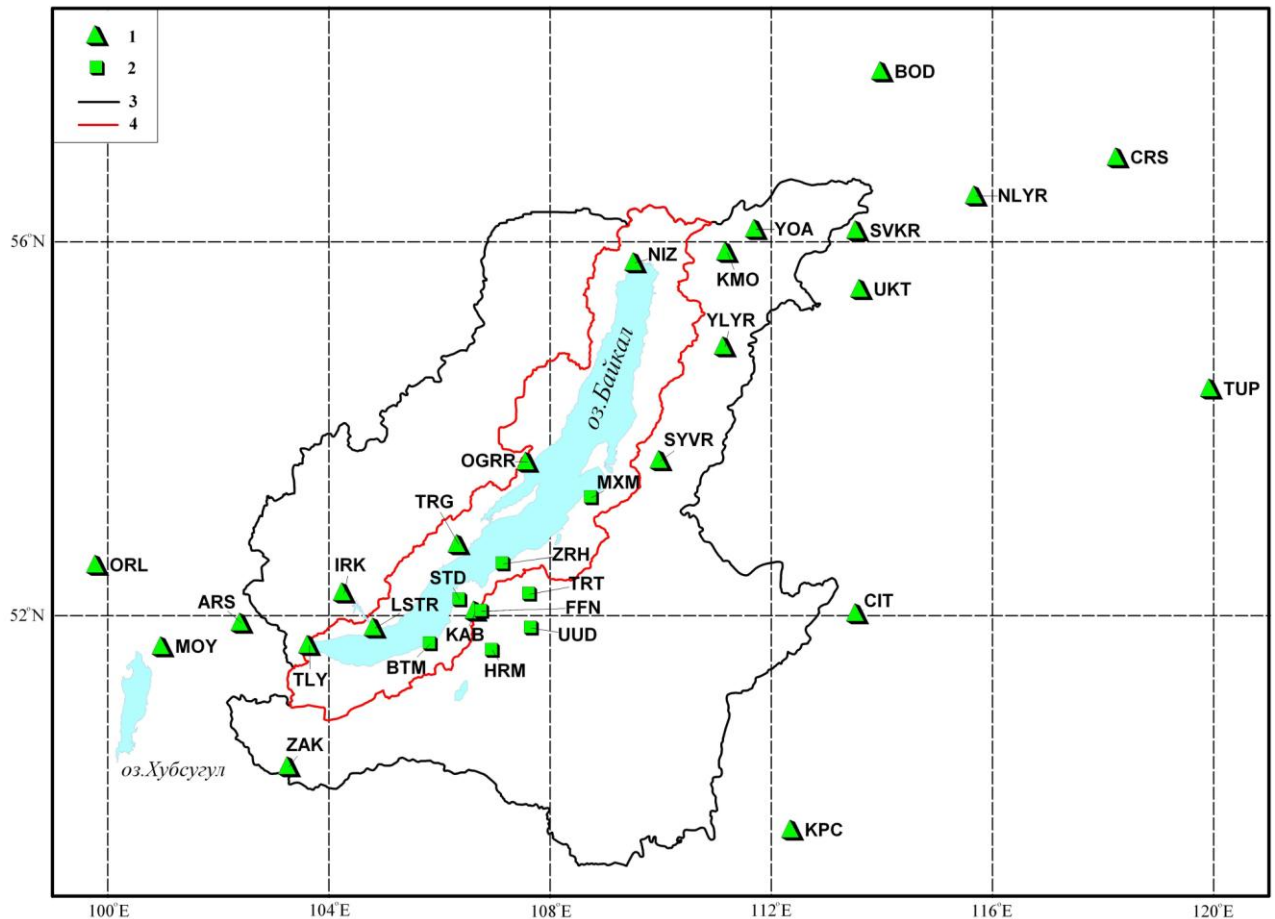 1
2
3
4
BOD
CRS
NLYR
YOA
SVKR
56°N
NIZ
KMO
UKT
YLYR
оз.Байкал
TUP
SYVR
OGRR
MXM
TRG
ORL
IRK
ZRH
STD
TRT
ARS
LSTR
FFN
CIT
52°N
MOY
KAB
UUD
BTM
HRM
TLY
ZAK
оз.Хубсугул
KPC
100°E
104°E
108°E
112°E
116°E
120°E